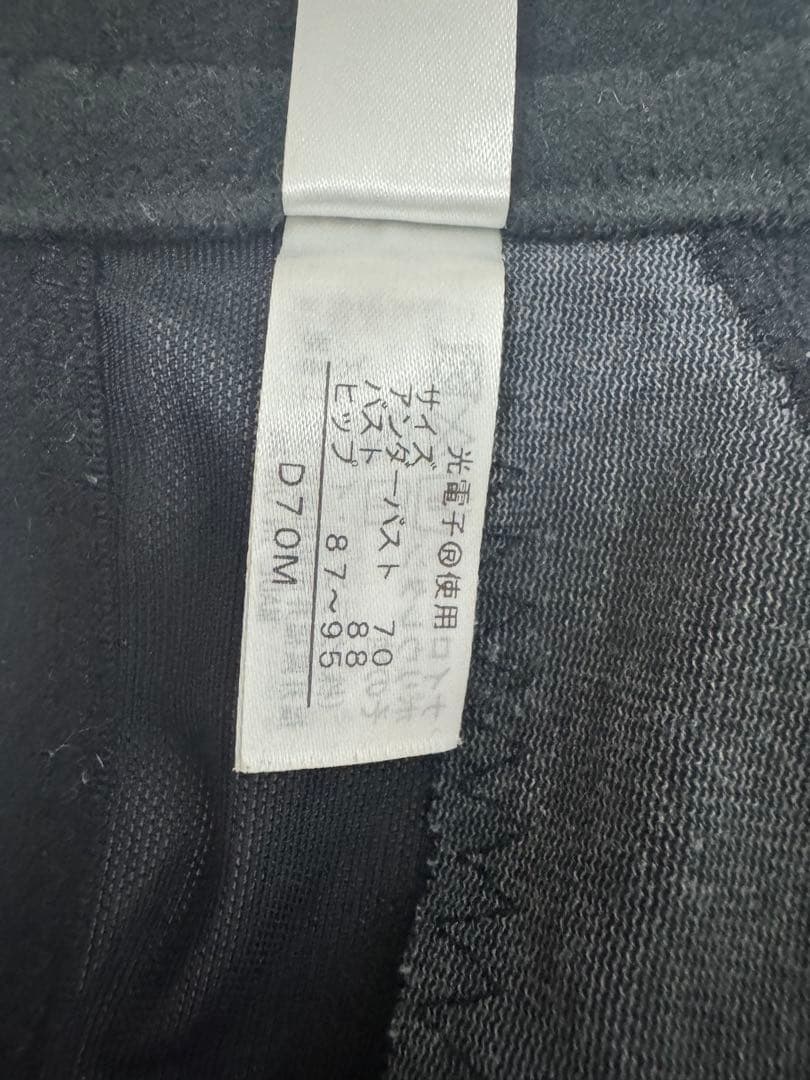 光電子®使用
サイズ
アンダーバスト 70
バスト 88
ヒップ 87~95
D70M